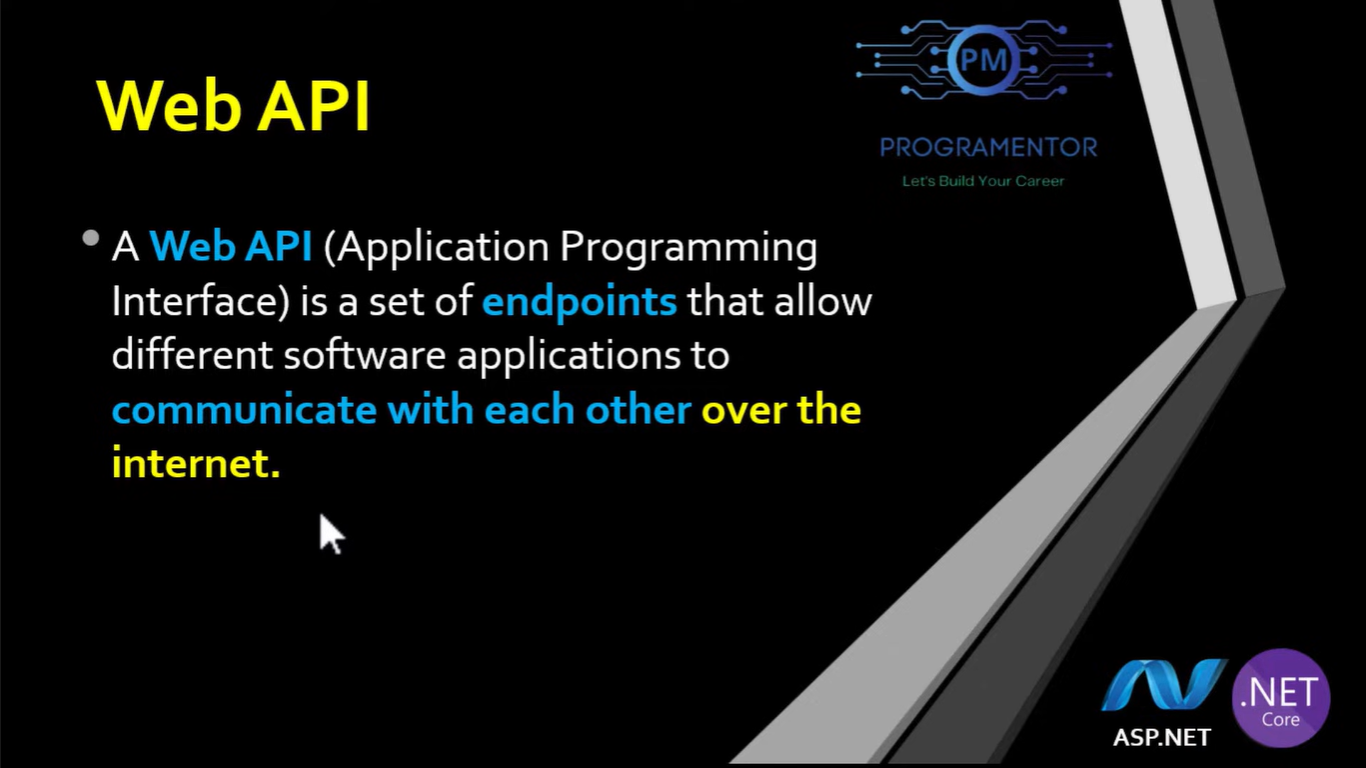 PM
PROGRAMENTOR
Let's Build Your Career
Web API
A Web API (Application Programming
Interface) is a set of endpoints that allow
different software applications to
communicate with each other over the
internet.
ASP.NET
.NET
Core